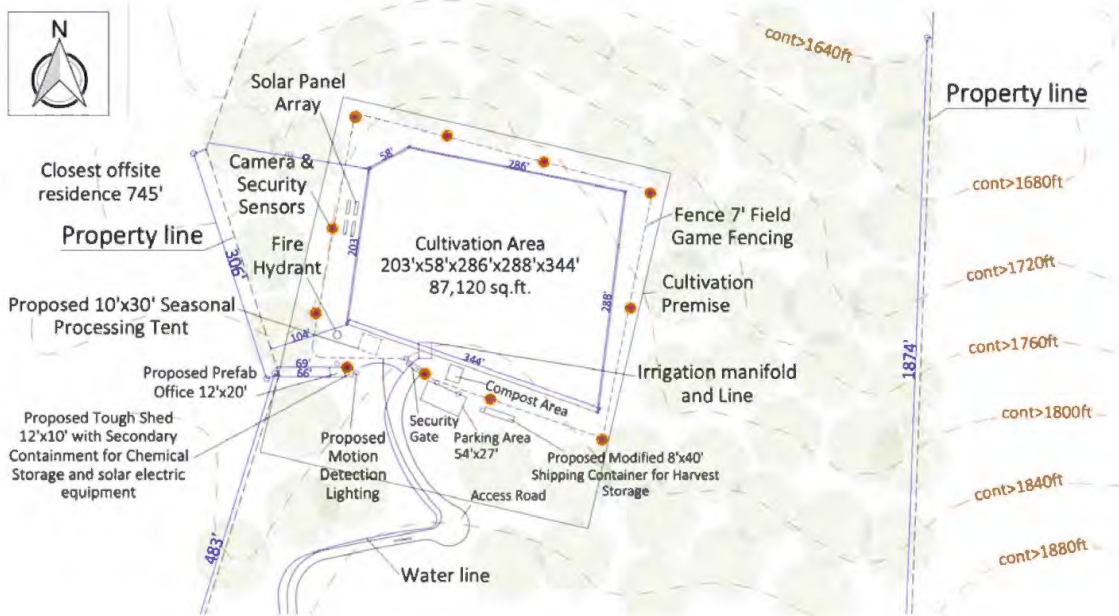 N
cont>1640ft
Solar Panel
Array
Property line
58'
286'
Closest offsite
residence 745'
Camera &
Security
Sensors
cont>1680ft
Fence 7' Field
Game Fencing
Property line
203'
Cultivation Area
203'x58'x286'x288'x344'
87,120 sq.ft.
Fire
Hydrant
306'
cont>1720ft
Cultivation
Premise
288'
Proposed 10'x30' Seasonal
Processing Tent
104'
344'
1874'
cont>1760ft
Proposed Prefab
Office 12'x20'
69'
66'
Irrigation manifold
and Line
Compost Area
cont>1800ft
Proposed Tough Shed
12'x10' with Secondary
Containment for Chemical
Storage and solar electric
equipment
Proposed
Motion
Detection
Lighting
Security
Gate
Parking Area
54'x27'
Proposed Modified 8'x40'
Shipping Container for Harvest
Storage
Access Road
cont>1840ft
483'
Water line
cont>1880ft